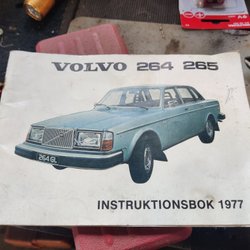 VOLVO 264 265
264 GL
INSTRUKTIONSBOK 1977